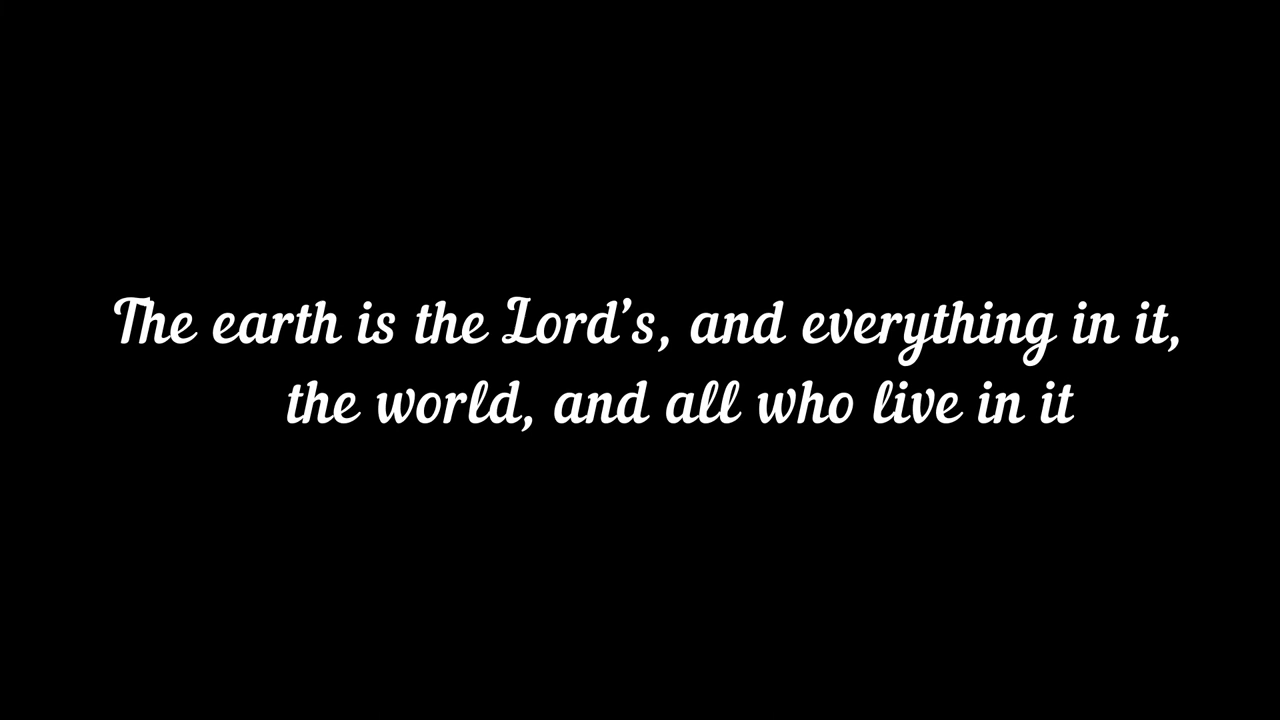 The earth is the Lord’s, and everything in it,
the world, and all who live in it